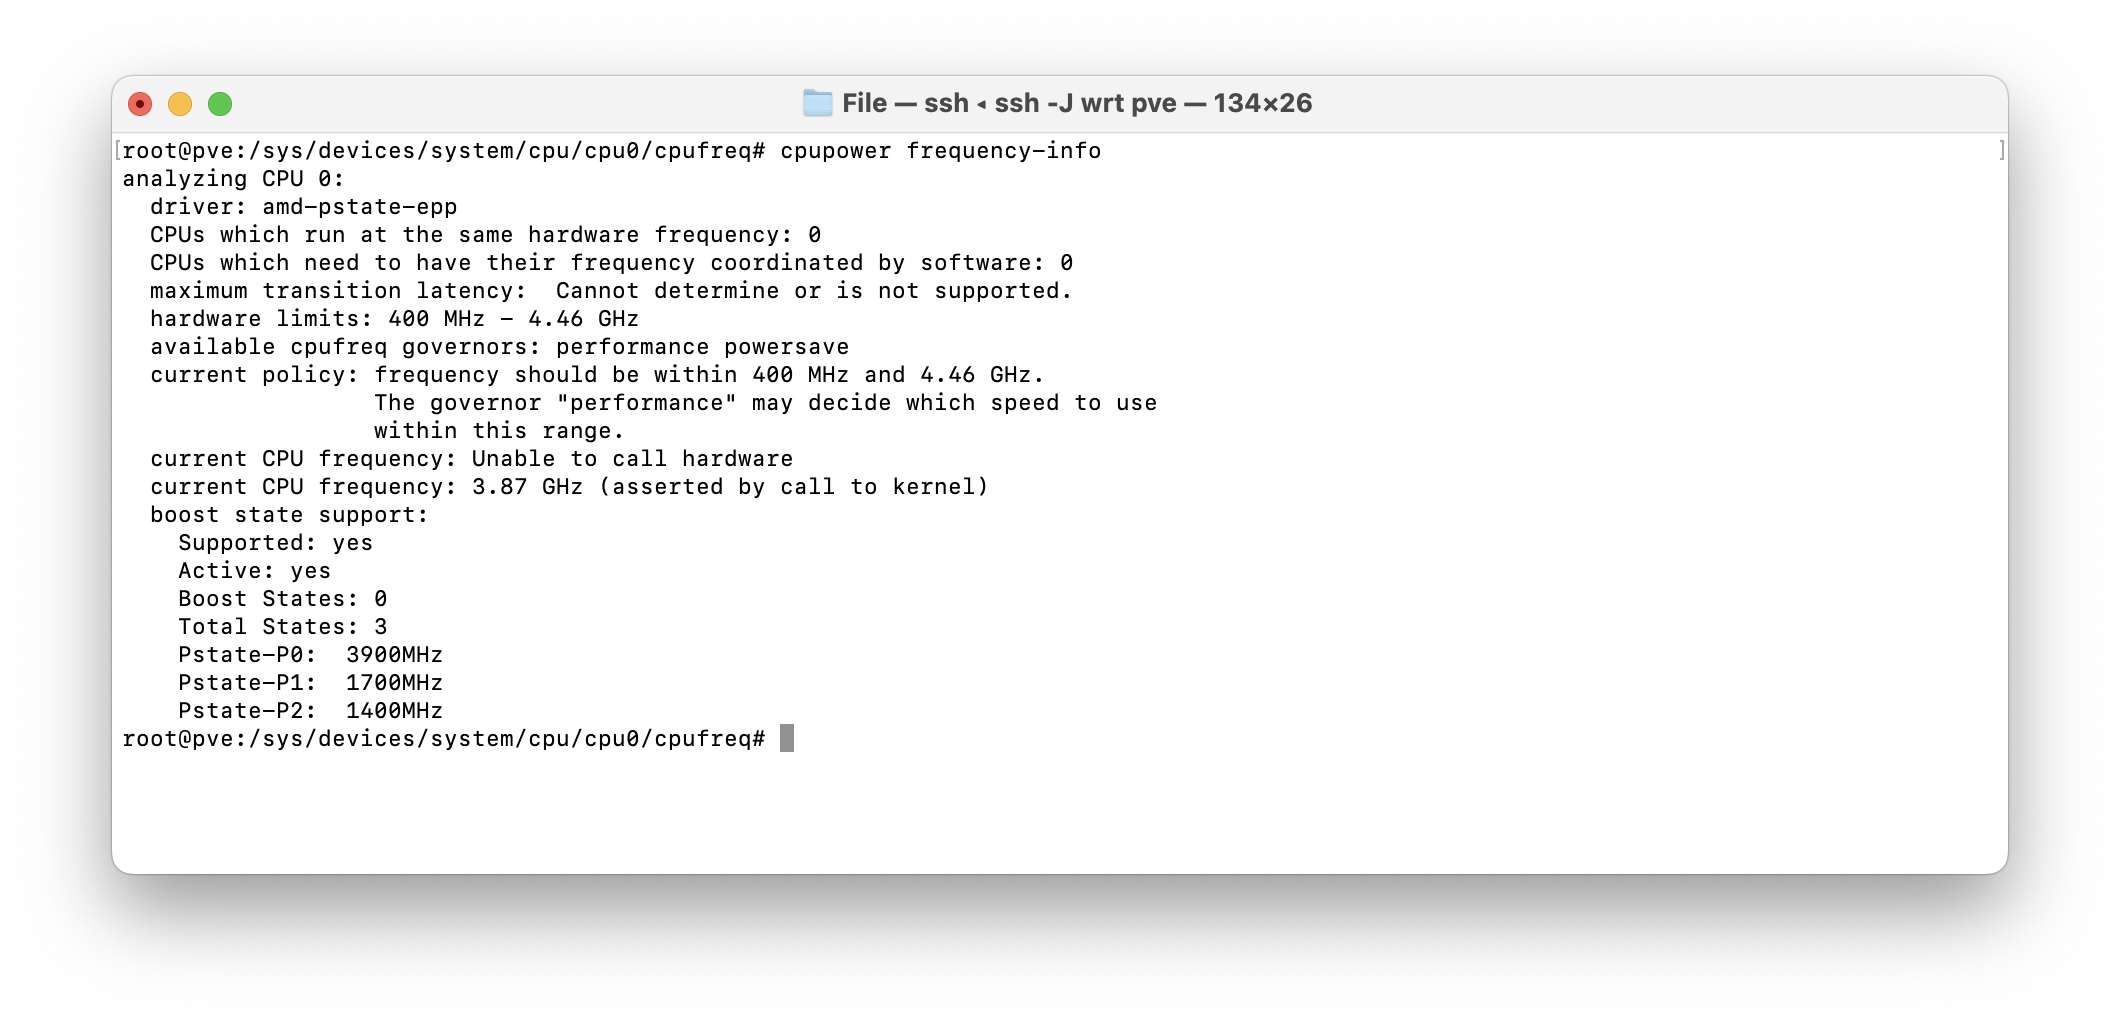 File — ssh ◂ ssh -J wrt pve — 134×26
[root@pve:/sys/devices/system/cpu/cpu0/cpufreq# cpupower frequency-info ]
analyzing CPU 0:
  driver: amd-pstate-epp
  CPUs which run at the same hardware frequency: 0
  CPUs which need to have their frequency coordinated by software: 0
  maximum transition latency:  Cannot determine or is not supported.
  hardware limits: 400 MHz - 4.46 GHz
  available cpufreq governors: performance powersave
  current policy: frequency should be within 400 MHz and 4.46 GHz.
                  The governor "performance" may decide which speed to use
                  within this range.
  current CPU frequency: Unable to call hardware
  current CPU frequency: 3.87 GHz (asserted by call to kernel)
  boost state support:
    Supported: yes
    Active: yes
    Boost States: 0
    Total States: 3
    Pstate-P0:  3900MHz
    Pstate-P1:  1700MHz
    Pstate-P2:  1400MHz
root@pve:/sys/devices/system/cpu/cpu0/cpufreq#